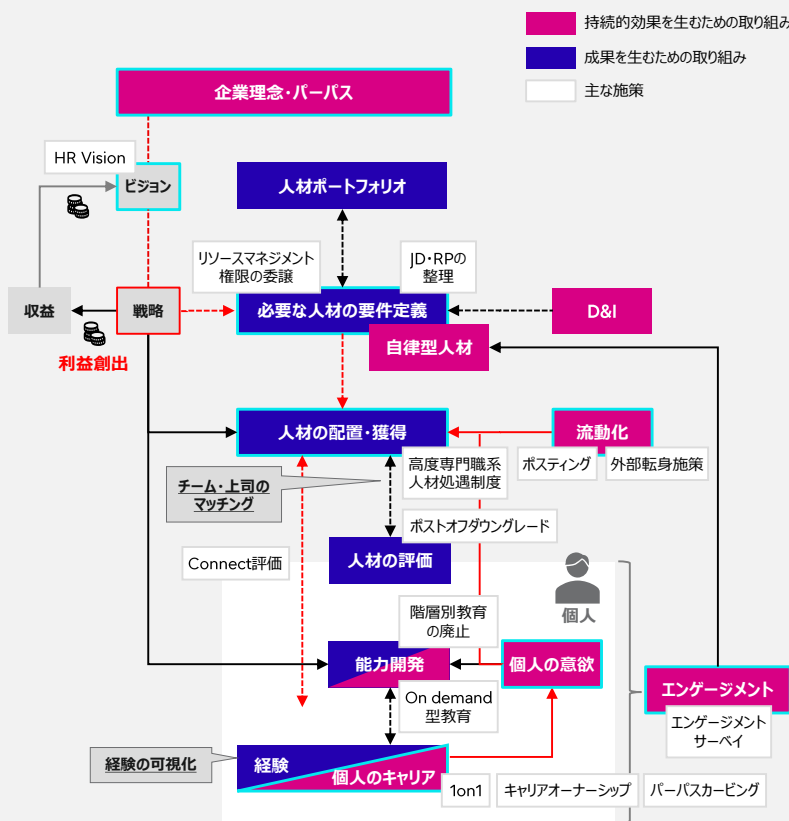 持続的効果を生むための取り組み
成果を生むための取り組み
主な施策
企業理念・パーパス
HR Vision
ビジョン
人材ポートフォリオ
リソースマネジメント
権限の委譲
JD・RPの
整理
収益
戦略
必要な人材の要件定義
D&I
自律型人材
利益創出
人材の配置・獲得
流動化
高度専門職系
人材処遇制度
ポスティング
外部転身施策
チーム・上司の
マッチング
ポストオフダウングレード
Connect評価
人材の評価
個人
階層別教育
の廃止
能力開発
個人の意欲
エンゲージメント
On demand
型教育
エンゲージメント
サーベイ
経験の可視化
経験
個人のキャリア
1on1
キャリアオーナーシップ
パーパスカービング